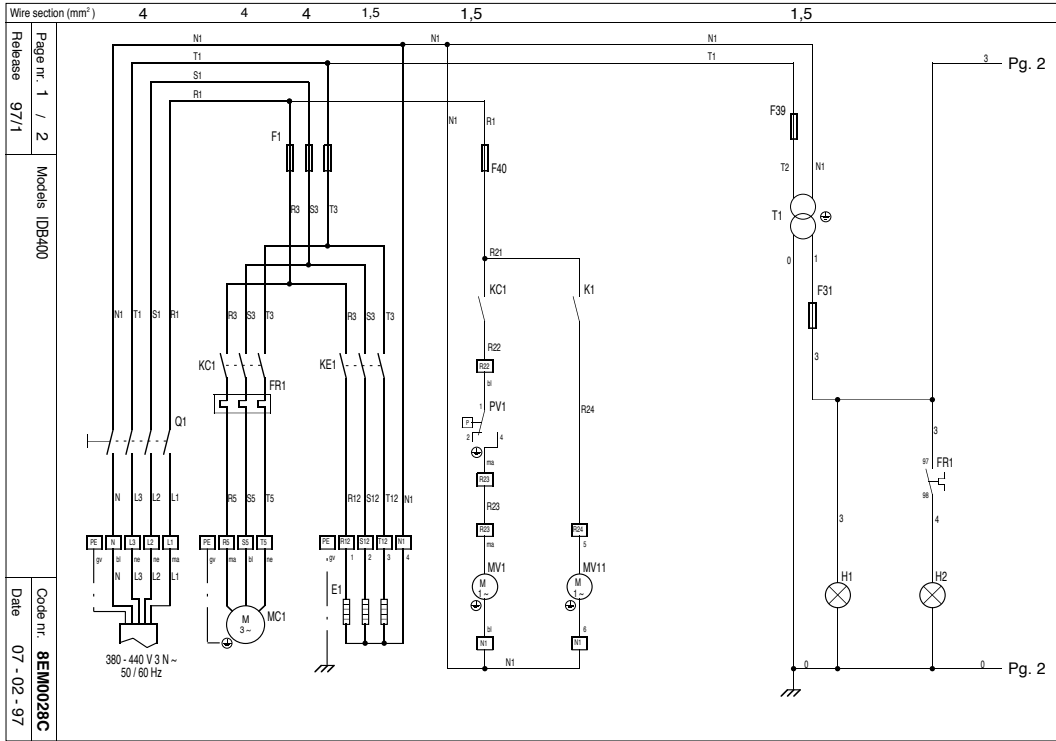 Wire section (mm²) 4 4 4 1,5 1,5 1,5
Page nr. 1 / 2
Release 97/1
Models IDB400
Code nr. 8EM0028C
Date 07 - 02 - 97
N1 N1 N1
T1 T1
S1
R1
3 Pg. 2
F1
N1 R1
F40
F39
T2 N1
T1
0 1
F31
3
R3 S3 T3
R21
KC1 K1
N1 T1 S1 R1
R3 S3 T3
R3 S3 T3
KC1
FR1
KE1
R22
R22
bl
1 PV1
P
2 4
ma
R23
R23
R23
ma
R24
R24
5
Q1
N L3 L2 L1
R5 S5 T5
R12 S12 T12 N1
PE N L3 L2 L1
gv bl ne ne ma
N L3 L2 L1
PE R5 S5 T5
gv ma bl ne
PE R12 S12 T12 N1
gv 1 2 3 4
E1
M
3 ~
MC1
MV1
M
1 ~
bl
N1
MV11
M
1 ~
6
N1
N1
3
97 FR1
98
3 4
H1 H2
0 0 Pg. 2
380 - 440 V 3 N ~
50 / 60 Hz